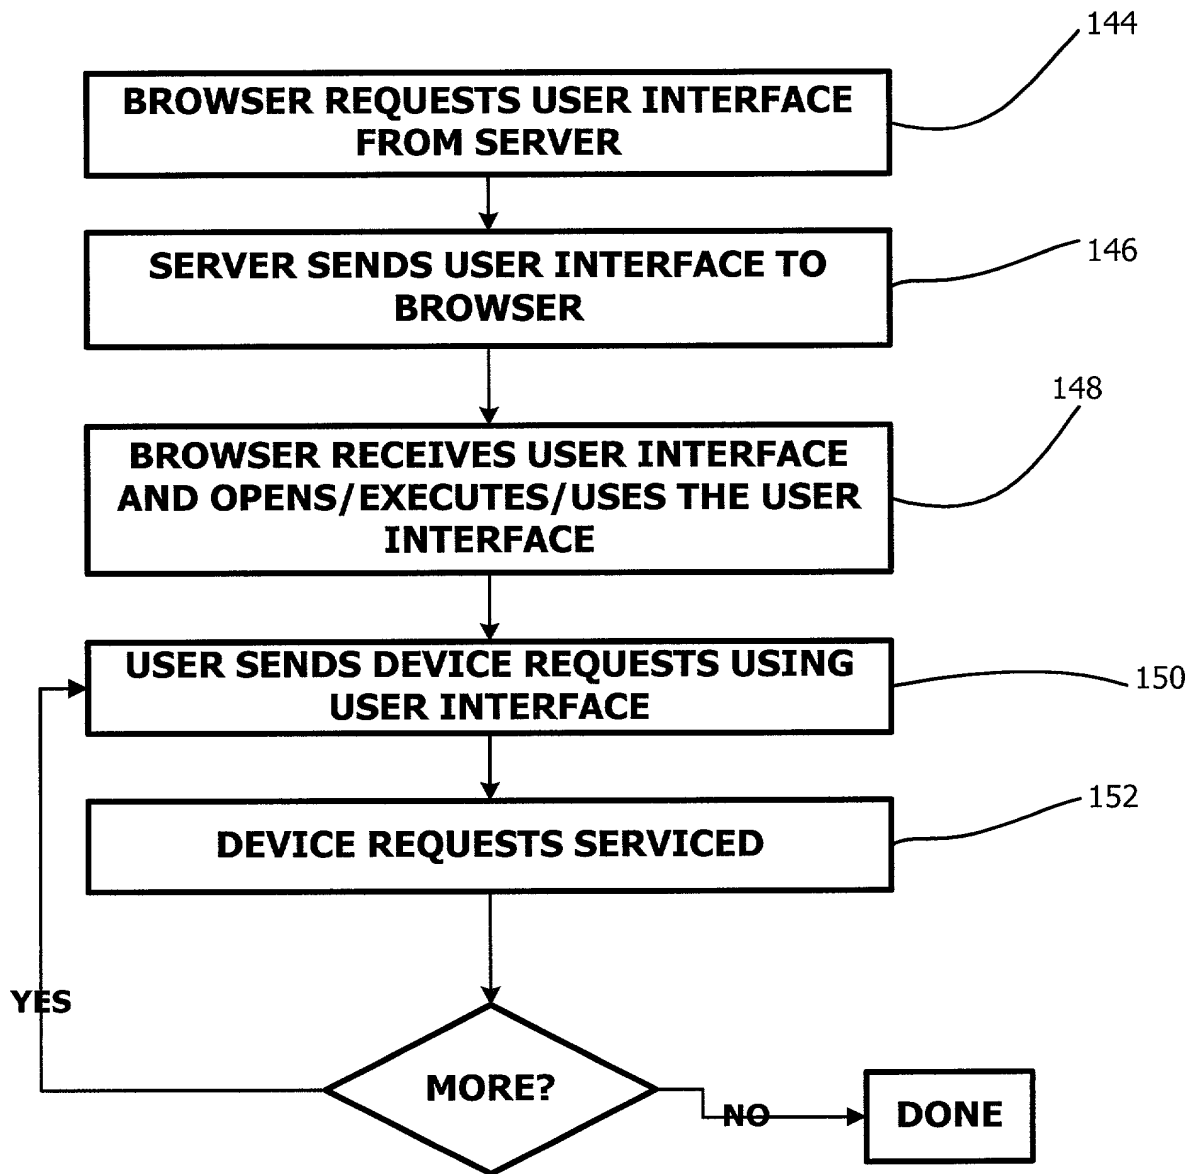 144
BROWSER REQUESTS USER INTERFACE
FROM SERVER
SERVER SENDS USER INTERFACE TO
BROWSER
146
148
BROWSER RECEIVES USER INTERFACE
AND OPENS/EXECUTES/USES THE USER
INTERFACE
USER SENDS DEVICE REQUESTS USING
USER INTERFACE
150
152
DEVICE REQUESTS SERVICED
YES
MORE?
NO
DONE